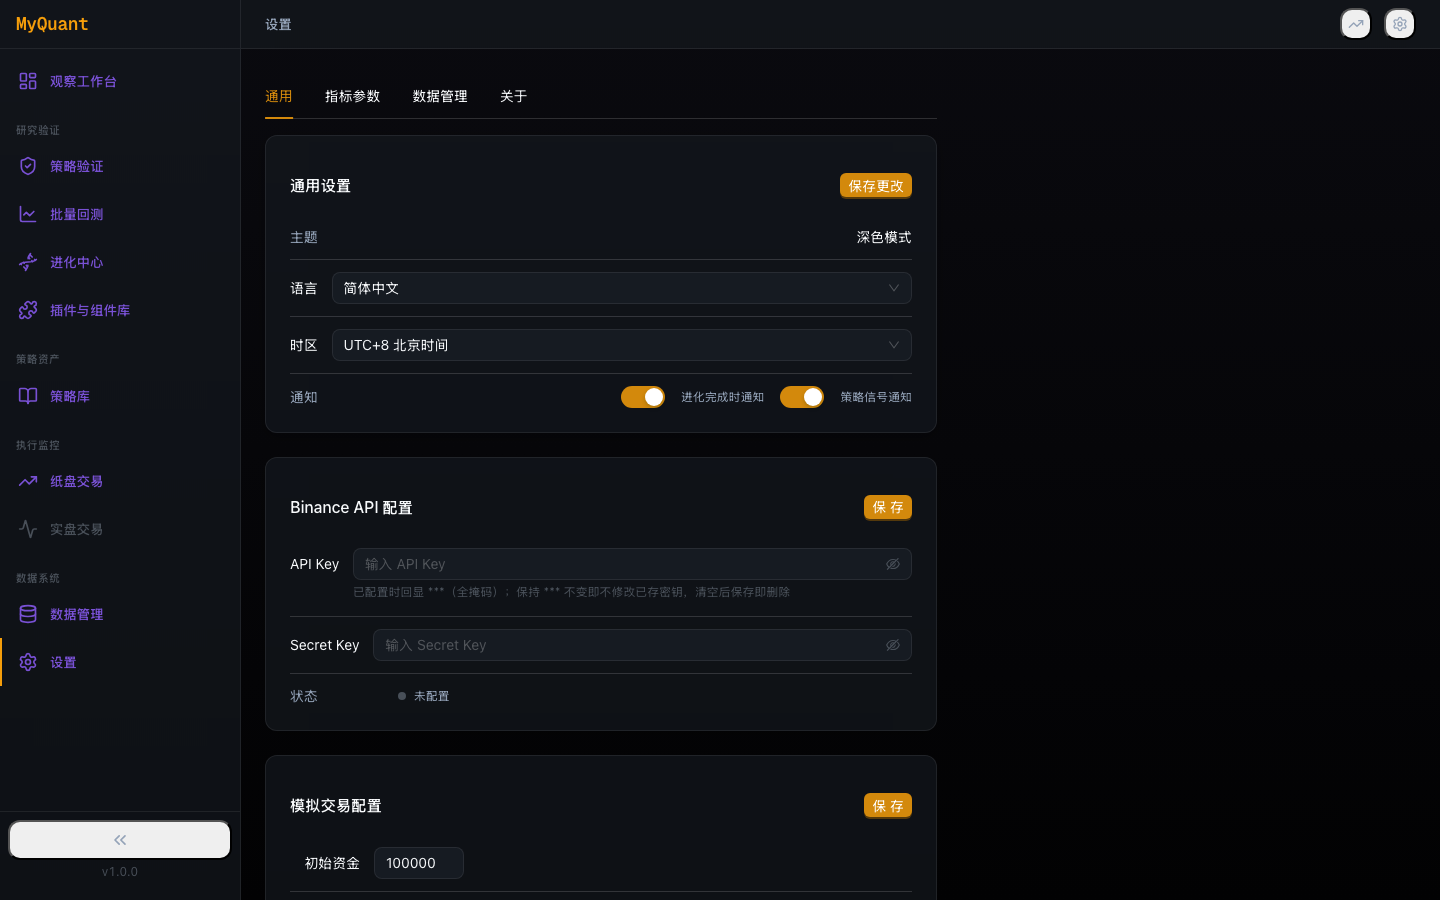 MyQuant
设置
观察工作台
研究验证
策略验证
批量回测
进化中心
插件与组件库
策略资产
策略库
执行监控
纸盘交易
实盘交易
数据系统
数据管理
设置
v1.0.0
通用 指标参数 数据管理 关于
通用设置 保存更改
主题 深色模式
语言 简体中文
时区 UTC+8 北京时间
通知 进化完成时通知 策略信号通知
Binance API 配置 保 存
API Key 输入 API Key
已配置时回显 ***（全掩码）；保持 *** 不变即不修改已存密钥，清空后保存即删除
Secret Key 输入 Secret Key
状态 未配置
模拟交易配置 保 存
初始资金 100000